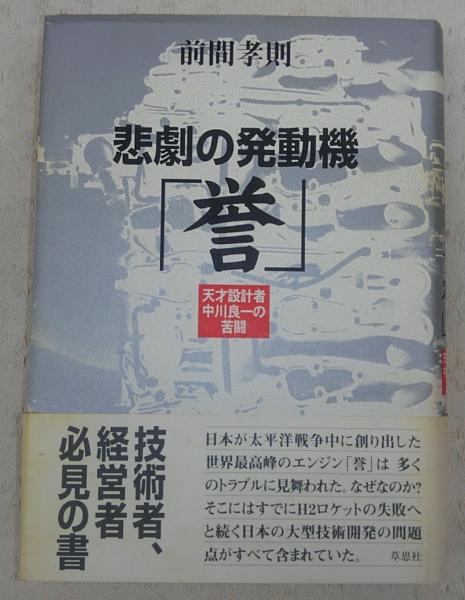 前間孝則
悲劇の発動機
「誉」
天才設計者
中川良一の
苦闘
技術者、
経営者
必見の書
日本が太平洋戦争中に創り出した
世界最高峰のエンジン「誉」は 多く
のトラブルに見舞われた。なぜなのか?
そこにはすでにH2ロケットの失敗へ
と続く日本の大型技術開発の問題
点がすべて含まれていた。
草思社